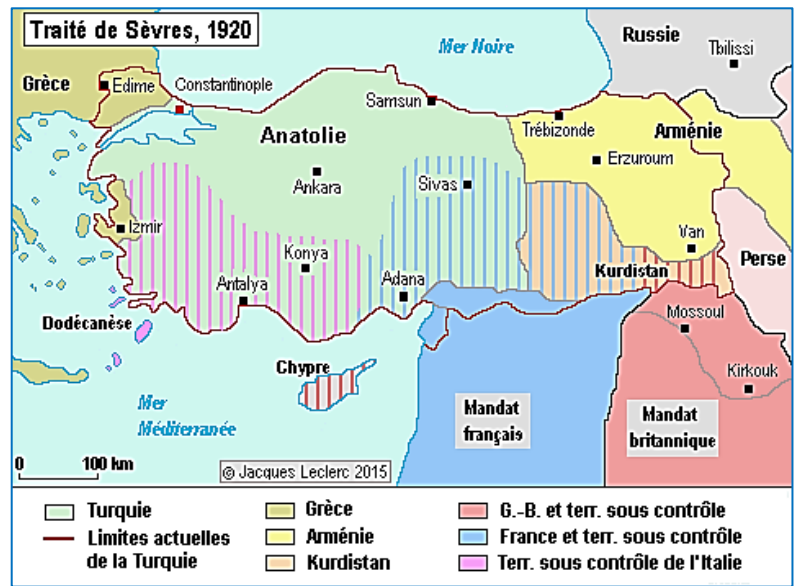 Traité de Sèvres, 1920
Mer Noire
Russie
Tbilissi
Grèce
Edirne
Constantinople
Samsun
Trébizonde
Arménie
Anatolie
Erzuroum
Ankara
Sivas
Izmir
Van
Konya
Kurdistan
Perse
Antalya
Adana
Dodécanèse
Mossoul
Chypre
Kirkouk
Mer
Méditerranée
Mandat
français
Mandat
britannique
0 100 km
© Jacques Leclerc 2015
Turquie
Limites actuelles
de la Turquie
Grèce
Arménie
Kurdistan
G.-B. et terr. sous contrôle
France et terr. sous contrôle
Terr. sous contrôle de l'Italie